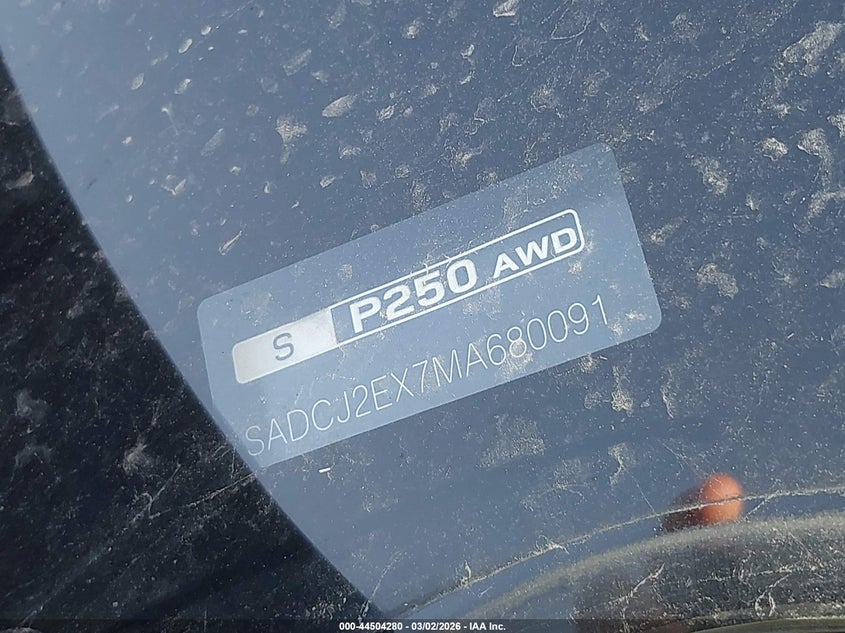 S P250 AWD
SADCJ2EX7MA680091
000-44504280 - 03/02/2026 - IAA Inc.